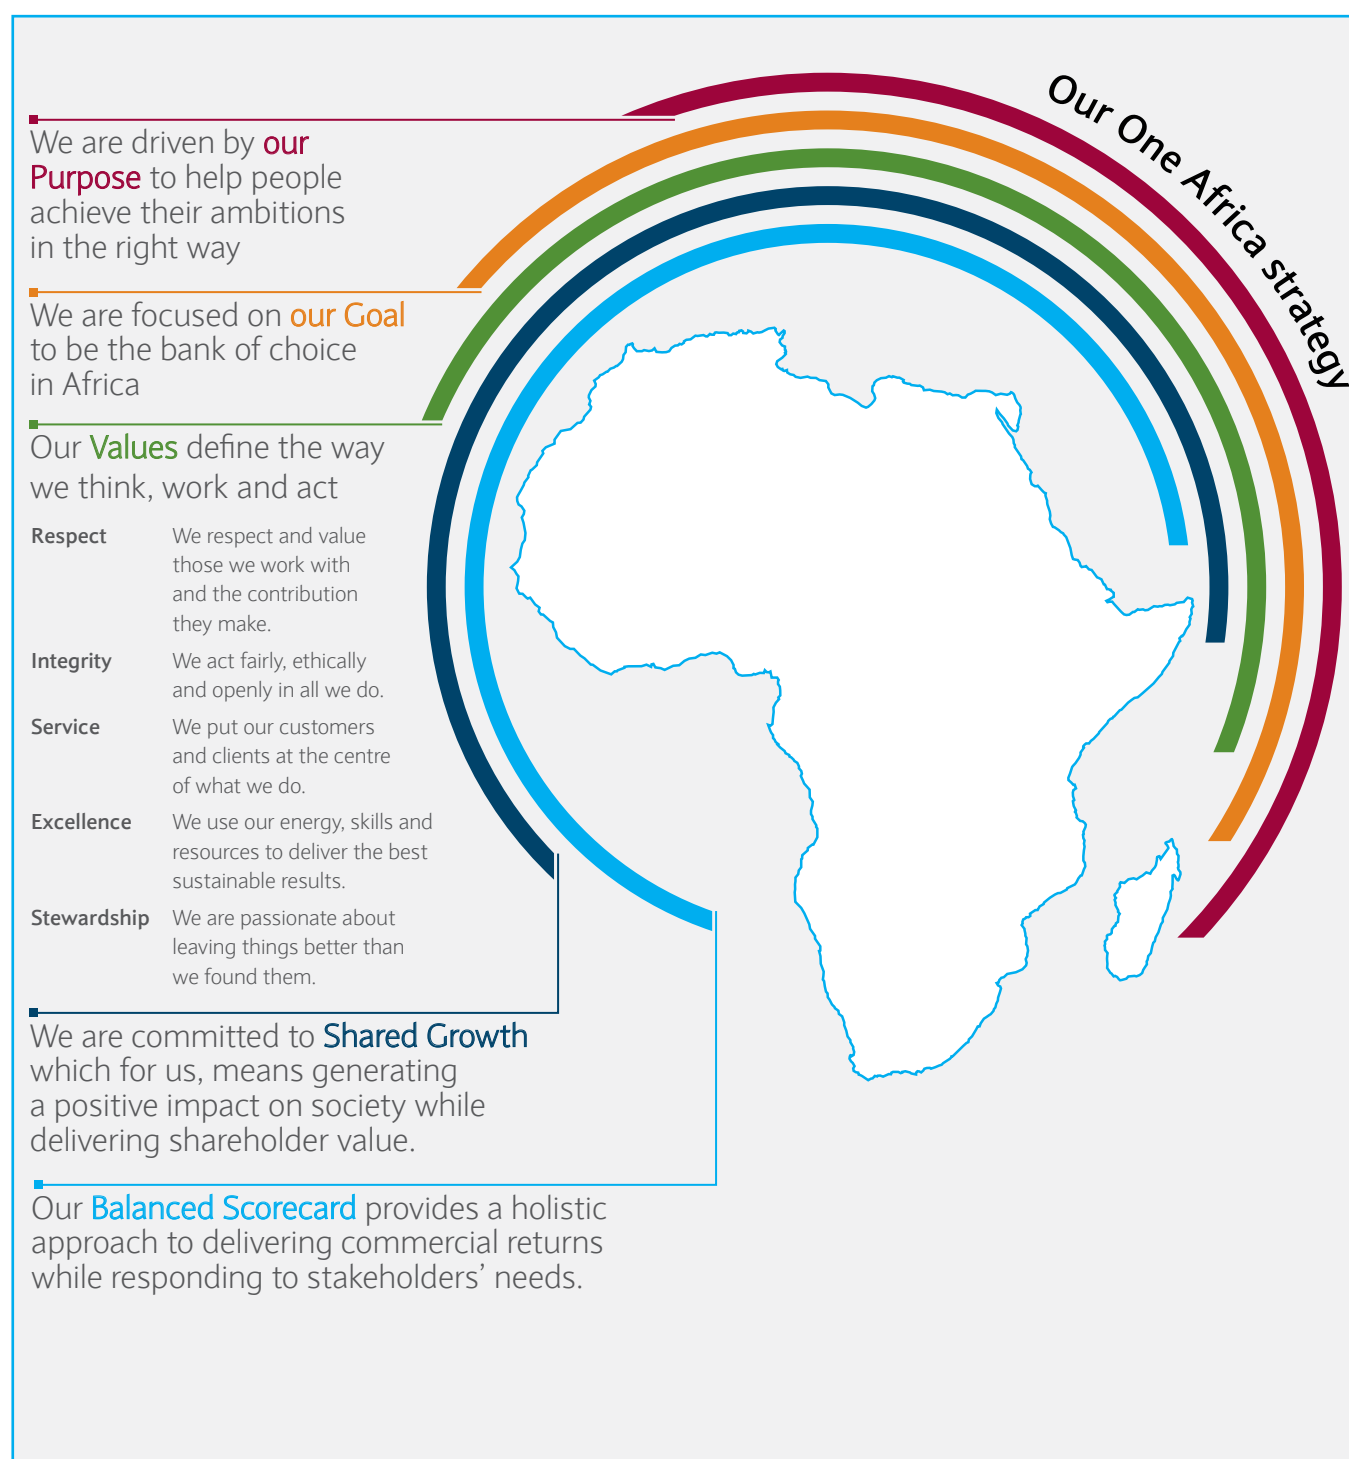 Our One Africa strategy
We are driven by our
Purpose to help people
achieve their ambitions
in the right way
We are focused on our Goal
to be the bank of choice
in Africa
Our Values define the way
we think, work and act
Respect We respect and value
those we work with
and the contribution
they make.
Integrity We act fairly, ethically
and openly in all we do.
Service We put our customers
and clients at the centre
of what we do.
Excellence We use our energy, skills and
resources to deliver the best
sustainable results.
Stewardship We are passionate about
leaving things better than
we found them.
We are committed to Shared Growth
which for us, means generating
a positive impact on society while
delivering shareholder value.
Our Balanced Scorecard provides a holistic
approach to delivering commercial returns
while responding to stakeholders’ needs.